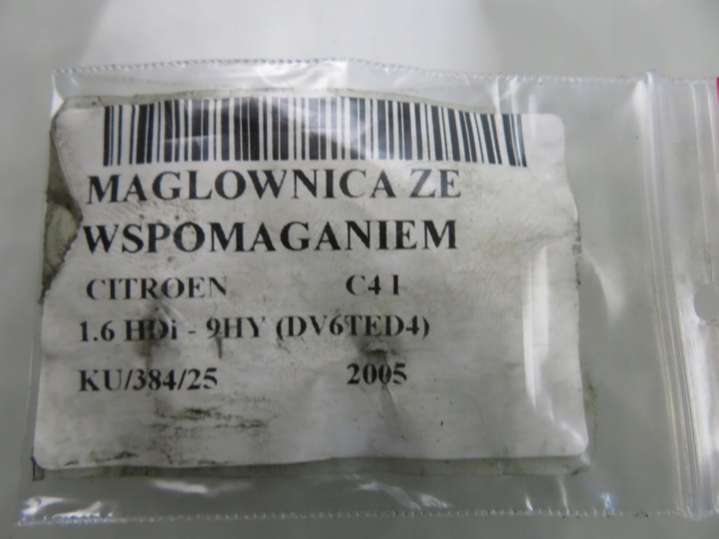 MAGLOWNICA ZE
WSPOMAGANIEM
CITROEN C4 I
1.6 HDi - 9HY (DV6TED4)
KU/384/25 2005